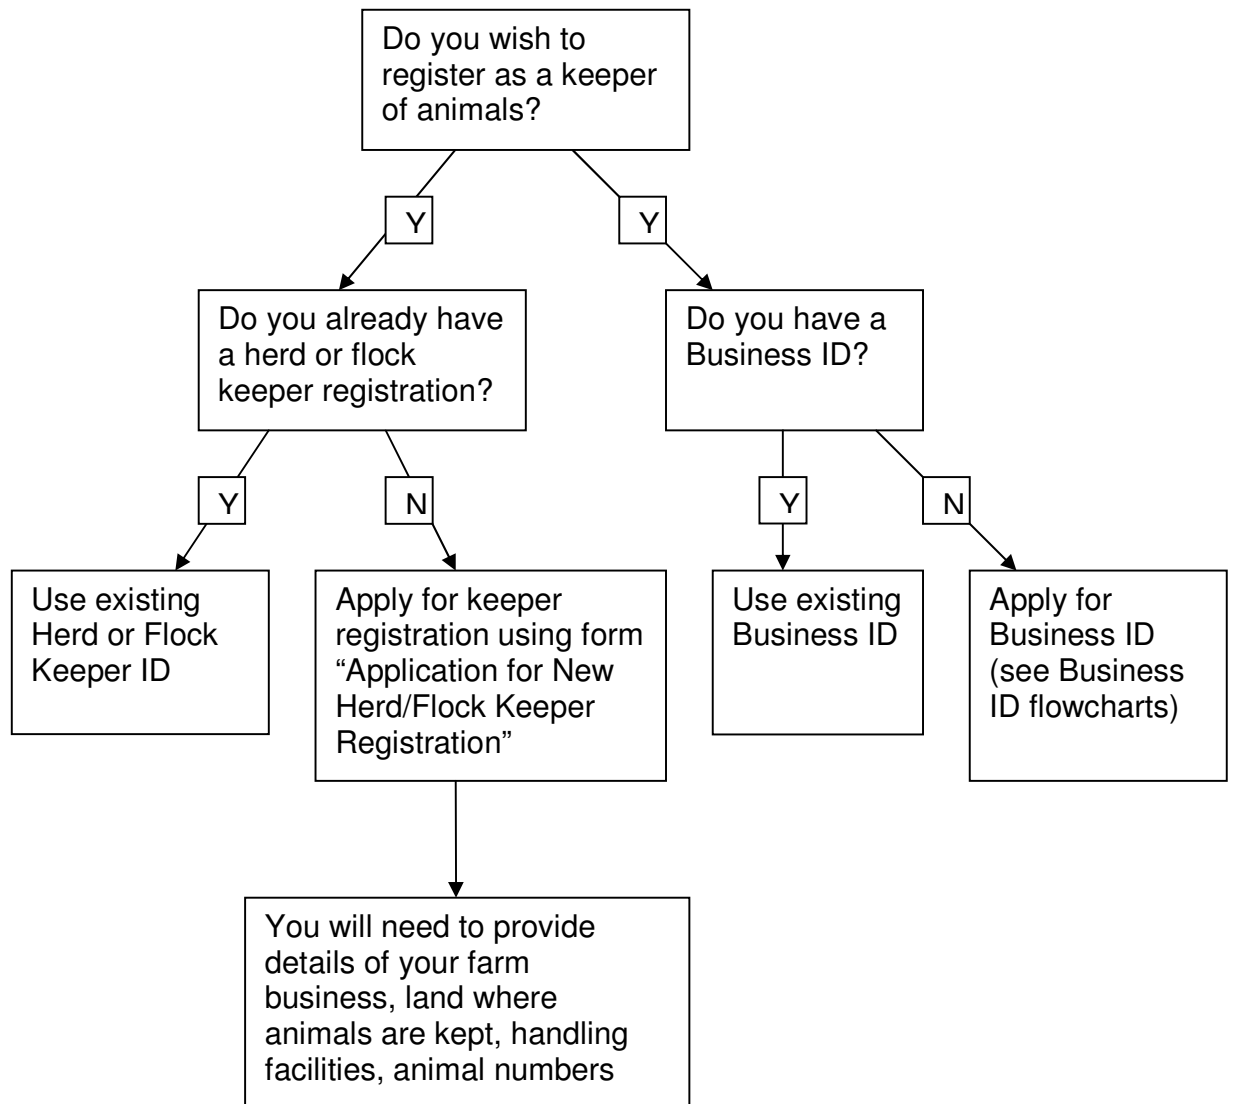 Do you wish to
register as a keeper
of animals?
Y
Y
Do you already have
a herd or flock
keeper registration?
Do you have a
Business ID?
Y
N
Y
N
Use existing
Herd or Flock
Keeper ID
Apply for keeper
registration using form
“Application for New
Herd/Flock Keeper
Registration”
Use existing
Business ID
Apply for
Business ID
(see Business
ID flowcharts)
You will need to provide
details of your farm
business, land where
animals are kept, handling
facilities, animal numbers